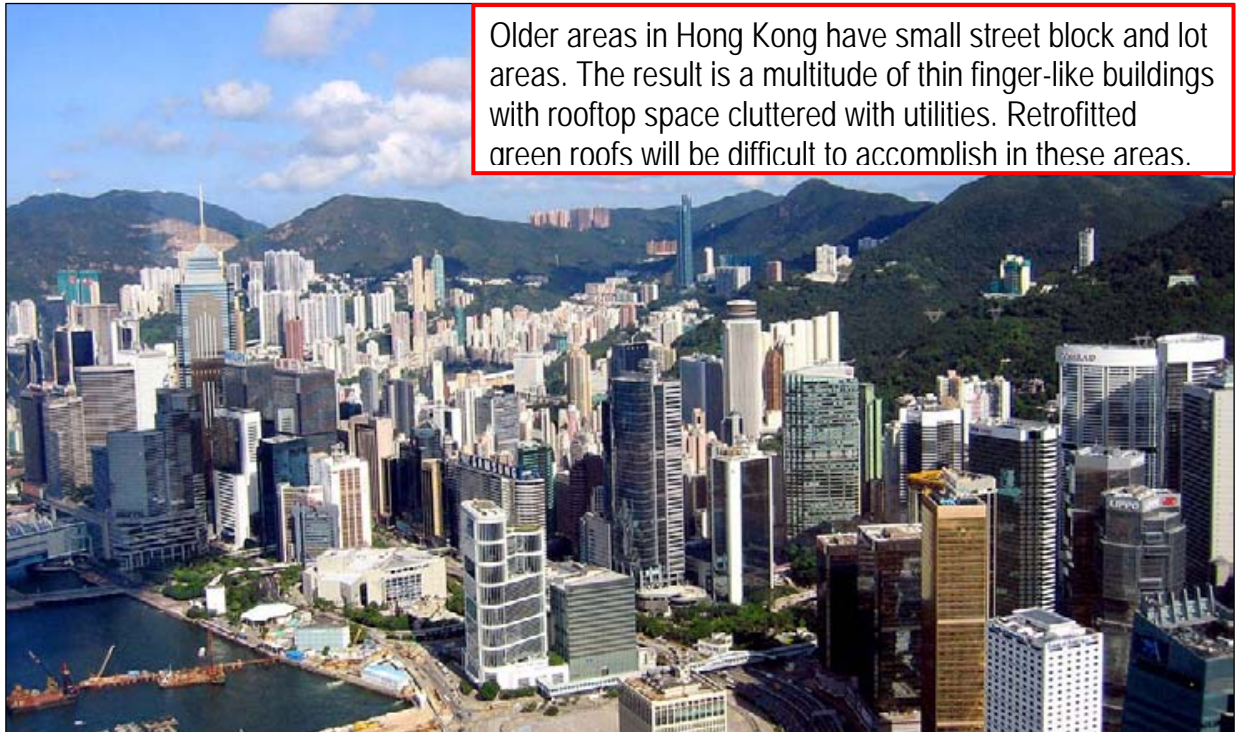 Older areas in Hong Kong have small street block and lot
areas. The result is a multitude of thin finger-like buildings
with rooftop space cluttered with utilities. Retrofitted
green roofs will be difficult to accomplish in these areas.
CONRAD
LIPPO